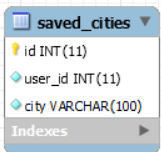 saved_cities
id INT(11)
user_id INT(11)
city VARCHAR(100)
Indexes